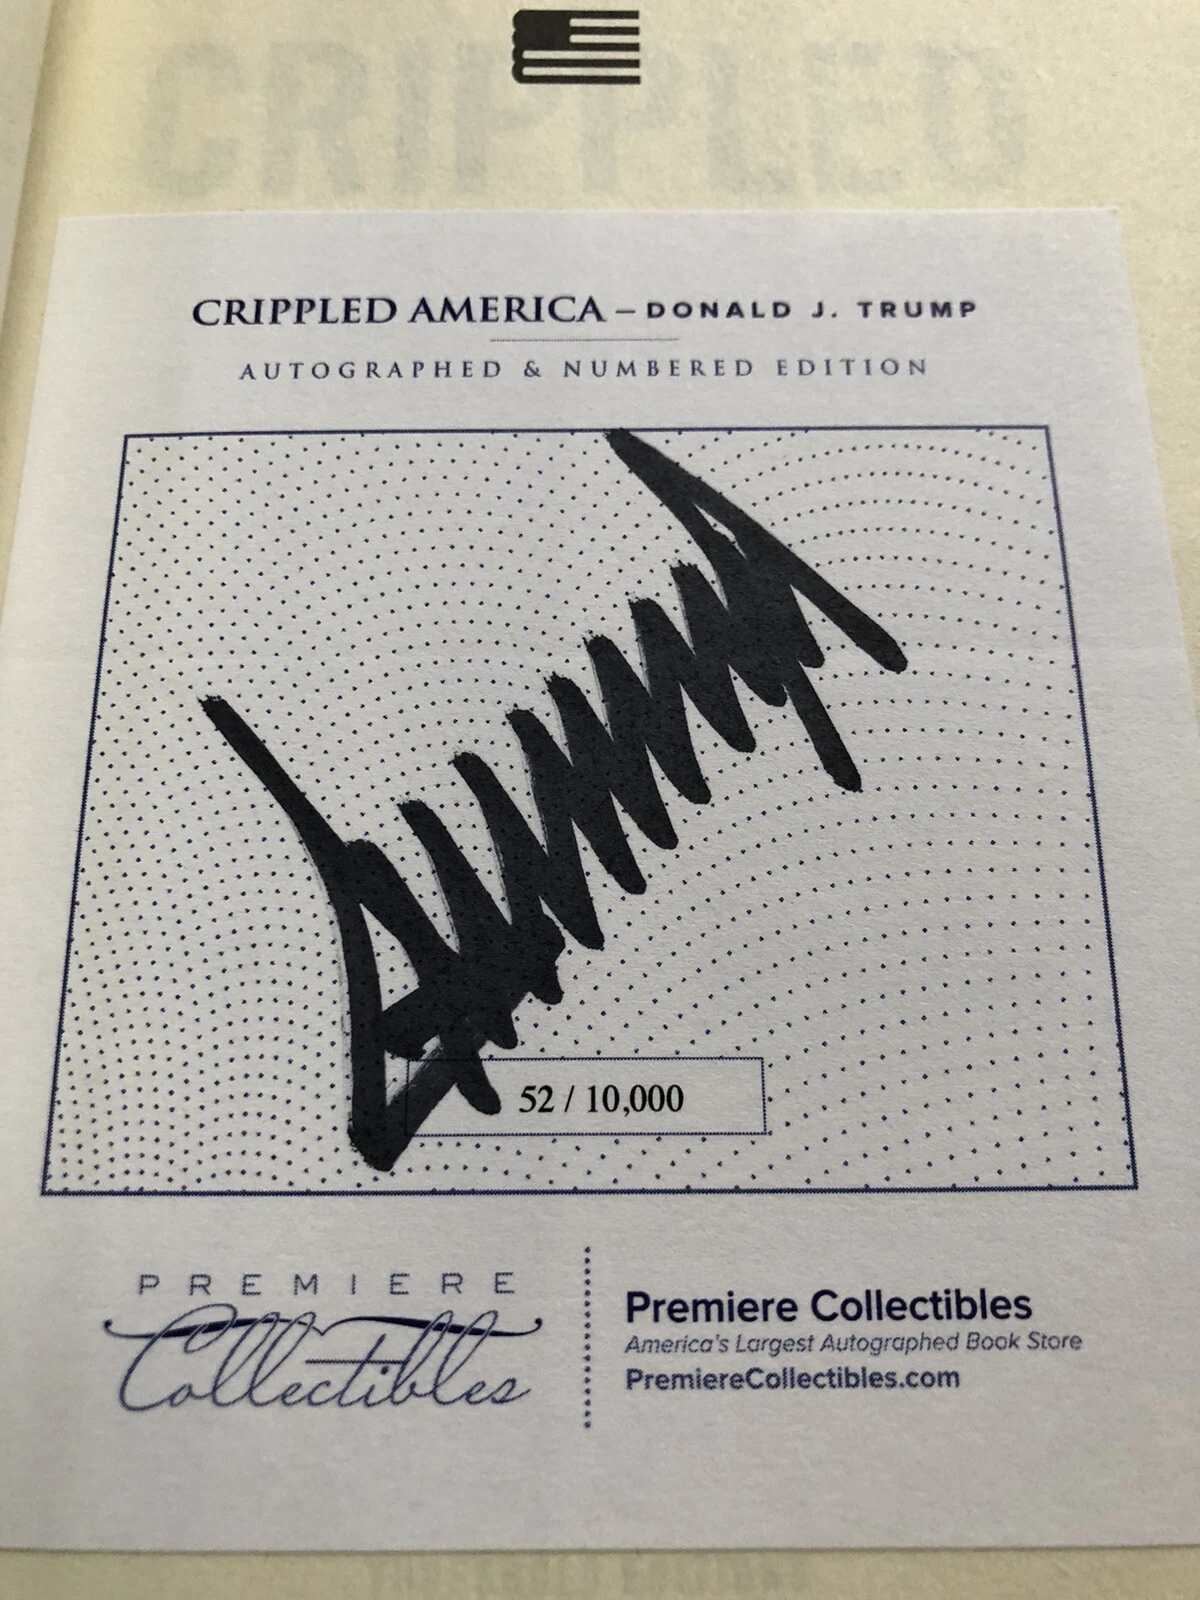 CRIPPLED
CRIPPLED AMERICA – DONALD J. TRUMP
AUTOGRAPHED & NUMBERED EDITION
52 / 10,000
PREMIERE
Collectibles
Premiere Collectibles
America's Largest Autographed Book Store
PremiereCollectibles.com